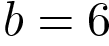 b = 6